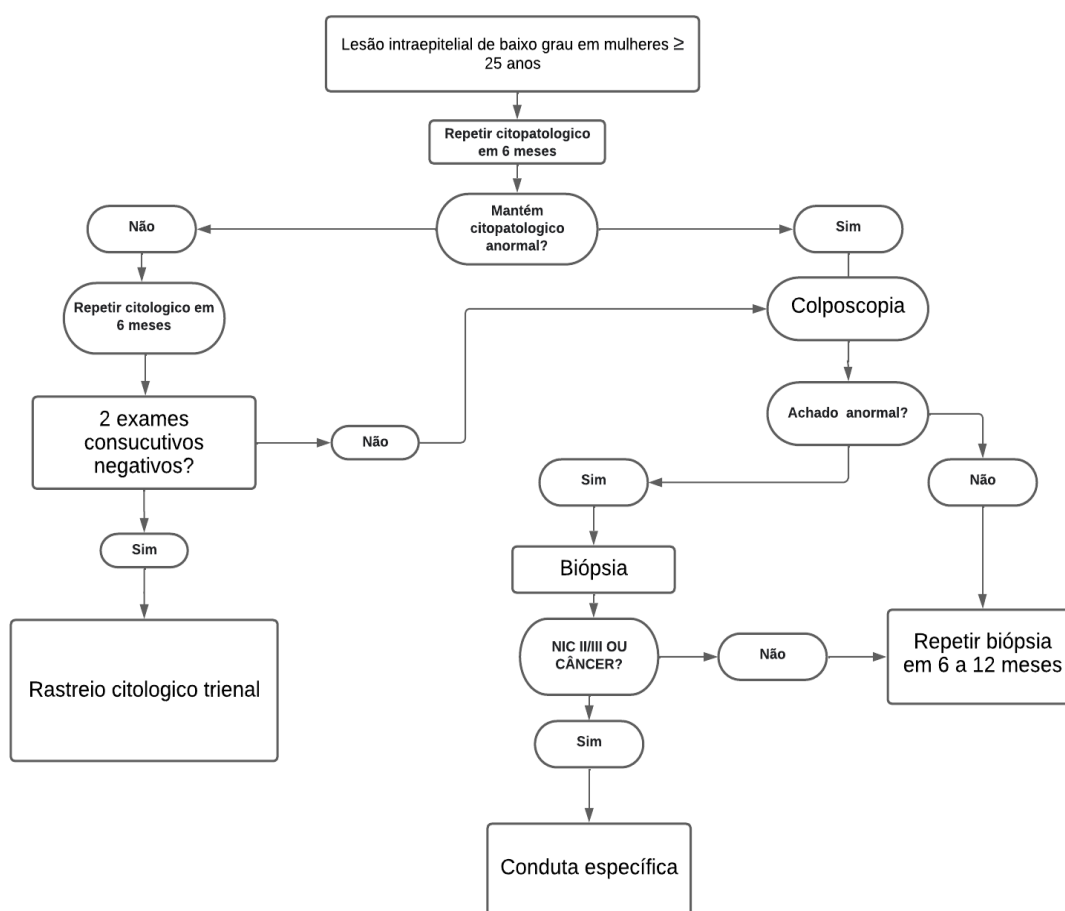 Lesão intraepitelial de baixo grau em mulheres ≥
25 anos
Repetir citopatologico
em 6 meses
Mantém
citopatologico
anormal?
Não
Sim
Repetir citologico em
6 meses
Colposcopia
2 exames
consucutivos
negativos?
Não
Achado anormal?
Sim
Não
Sim
Biópsia
Rastreio citologico trienal
NIC II/III OU
CÂNCER?
Não
Repetir biópsia
em 6 a 12 meses
Sim
Conduta específica